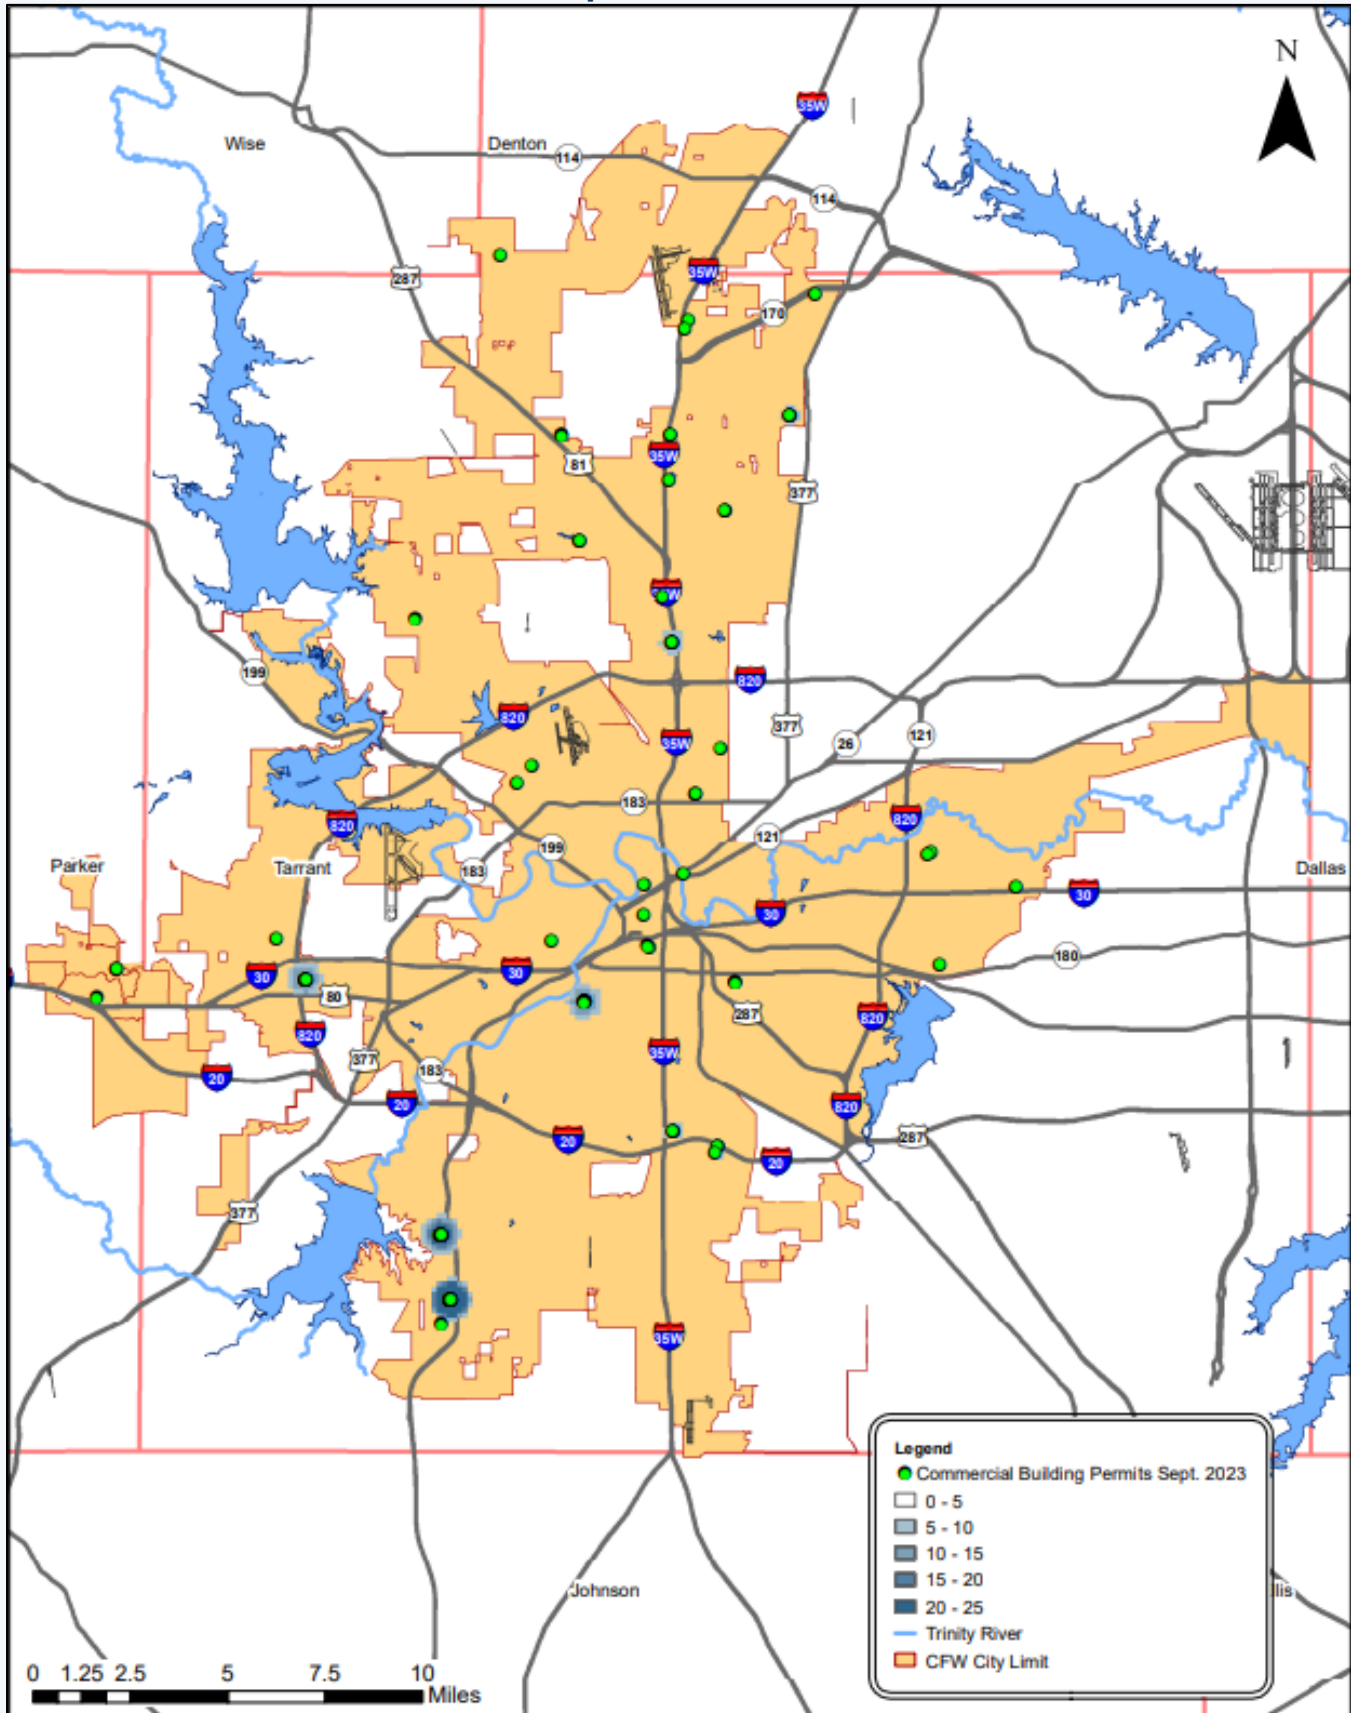 N
35W
Wise
Denton
114
114
287
35W
170
81
35W
377
199
820
820
35W
377
26
121
183
820
820
121
199
Parker
Tarrant
183
Dallas
30
30
180
30
30
80
287
820
820
35W
377
183
20
20
820
20
287
20
377
35W
Legend
Commercial Building Permits Sept. 2023
0 - 5
5 - 10
10 - 15
15 - 20
20 - 25
Trinity River
CFW City Limit
Johnson
llis
0 1.25 2.5 5 7.5 10
Miles